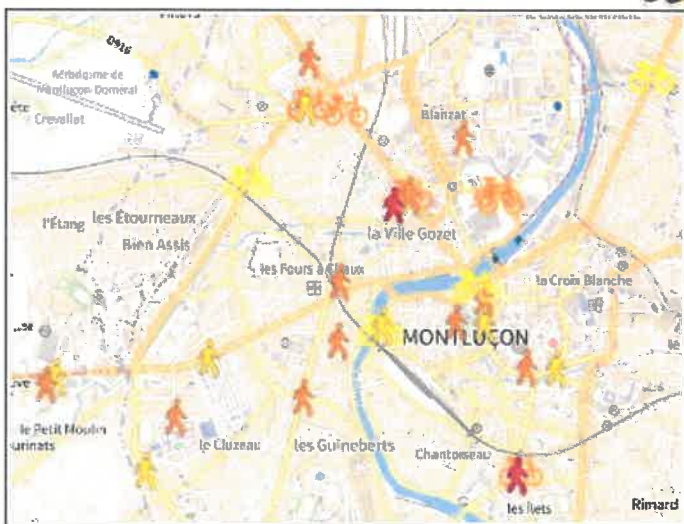 D916
Aérodrome de
Montluçon-Domérat
Crevallat
Blanzat
l'Étang
les Étourneaux
Bien Assis
la Ville Gozet
les Fours à Chaux
la Croix Blanche
MONTLUÇON
le Petit Moulin
urinats
le Cluzeau
les Guineberts
Chantoiseau
les Ilets
Rimard